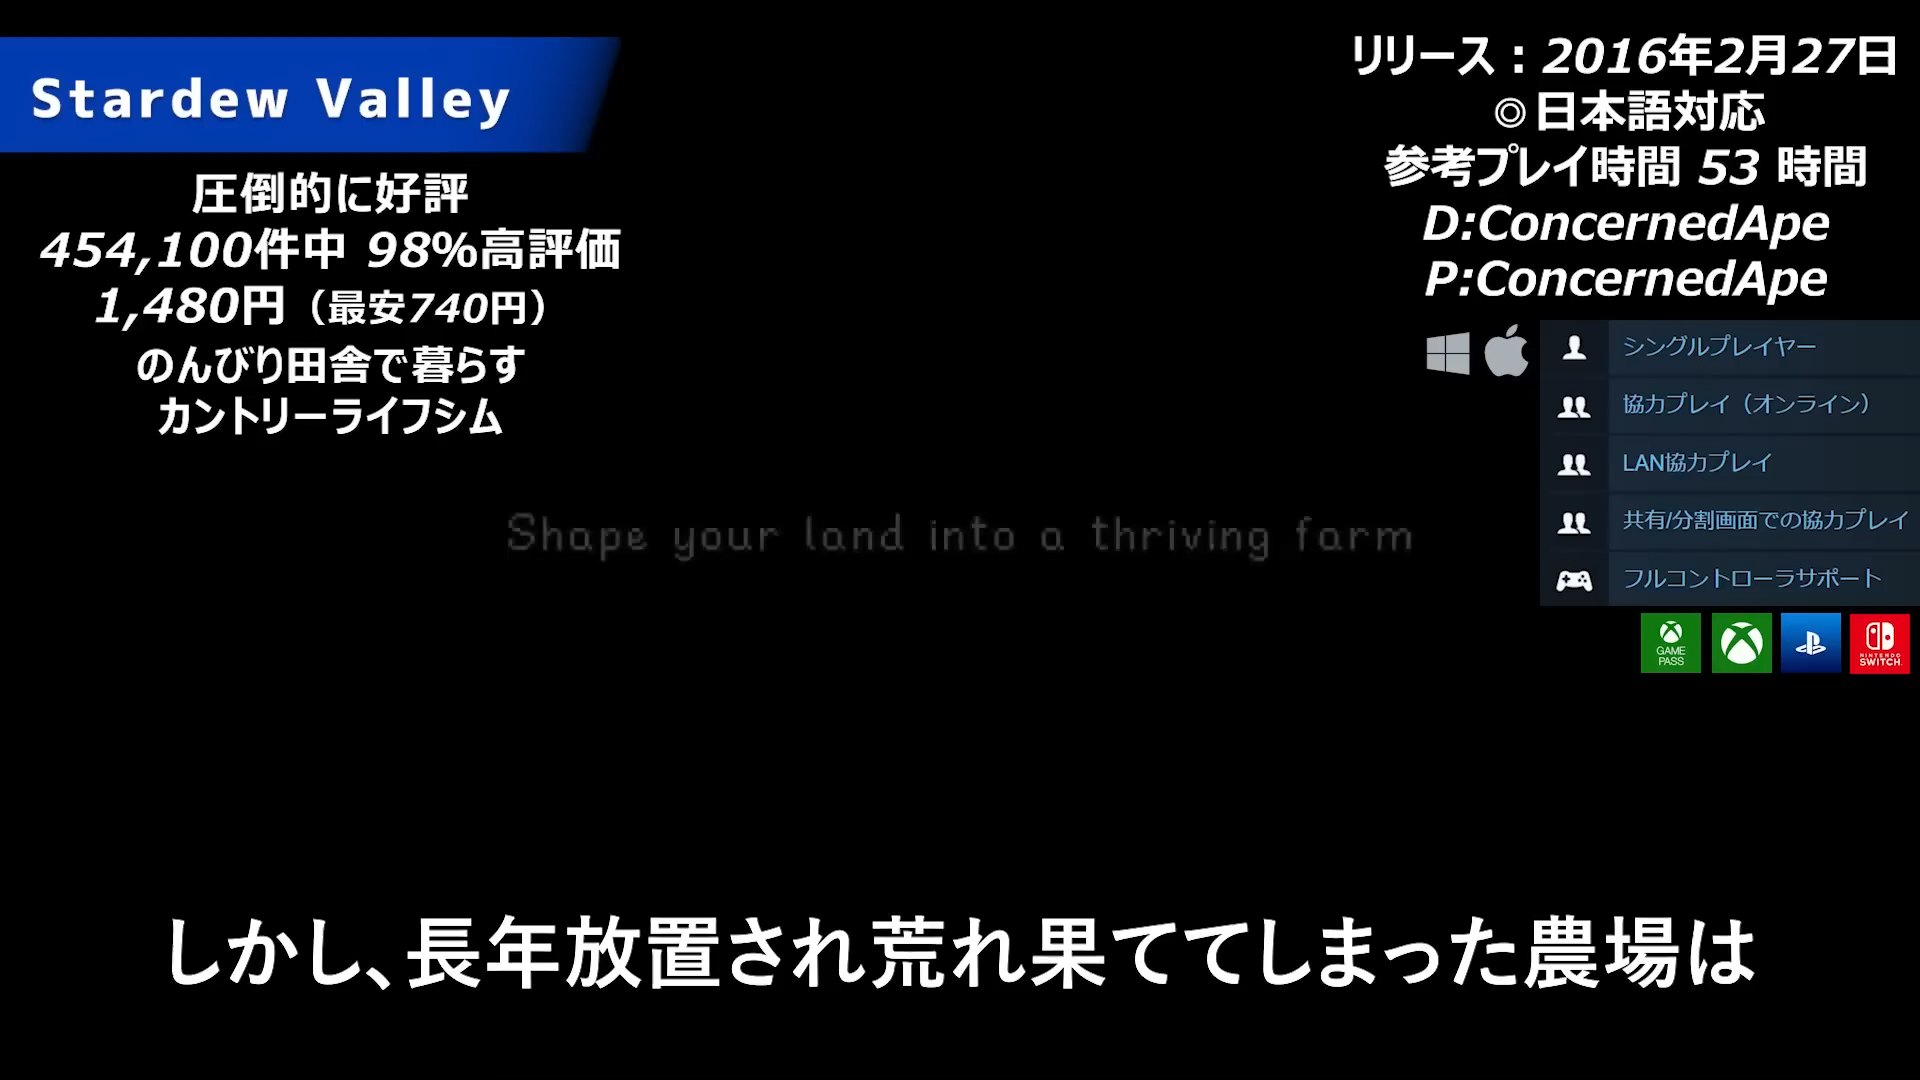 Stardew Valley
圧倒的に好評
454,100件中 98%高評価
1,480円（最安740円）
のんびり田舎で暮らす
カントリーライフシム
リリース：2016年2月27日
◎日本語対応
参考プレイ時間 53 時間
D:ConcernedApe
P:ConcernedApe
シングルプレイヤー
協力プレイ（オンライン）
LAN協力プレイ
共有/分割画面での協力プレイ
フルコントローラサポート
GAME
PASS
NINTENDO
SWITCH
Shape your land into a thriving farm
しかし、長年放置され荒れ果ててしまった農場は